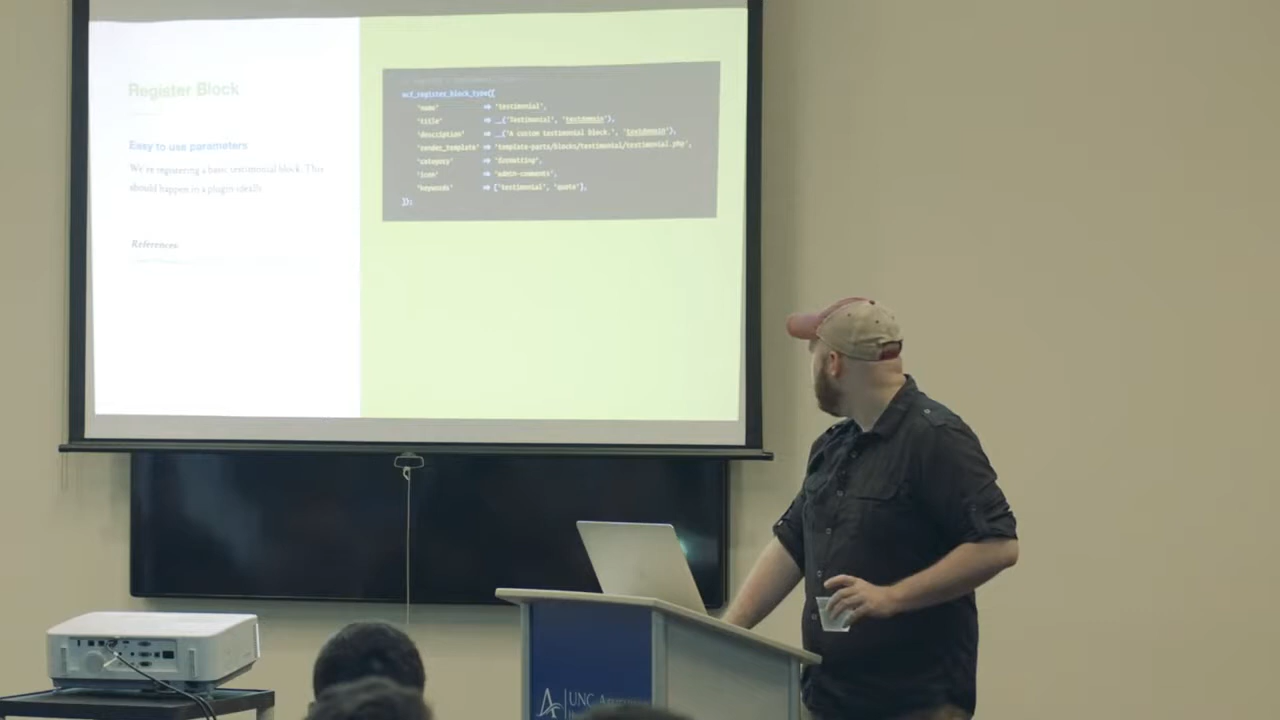 Register Block
Easy to use parameters
We're registering a basic testimonial block. This
should happen in a plugin ideally
References
acf_register_block_type([
'name' => 'testimonial',
'title' => __('Testimonial', 'textdomain'),
'description' => __('A custom testimonial block.', 'textdomain'),
'render_template' => 'template-parts/blocks/testimonial/testimonial.php',
'category' => 'formatting',
'icon' => 'admin-comments',
'keywords' => ['testimonial', 'quote'],
]);
UNC